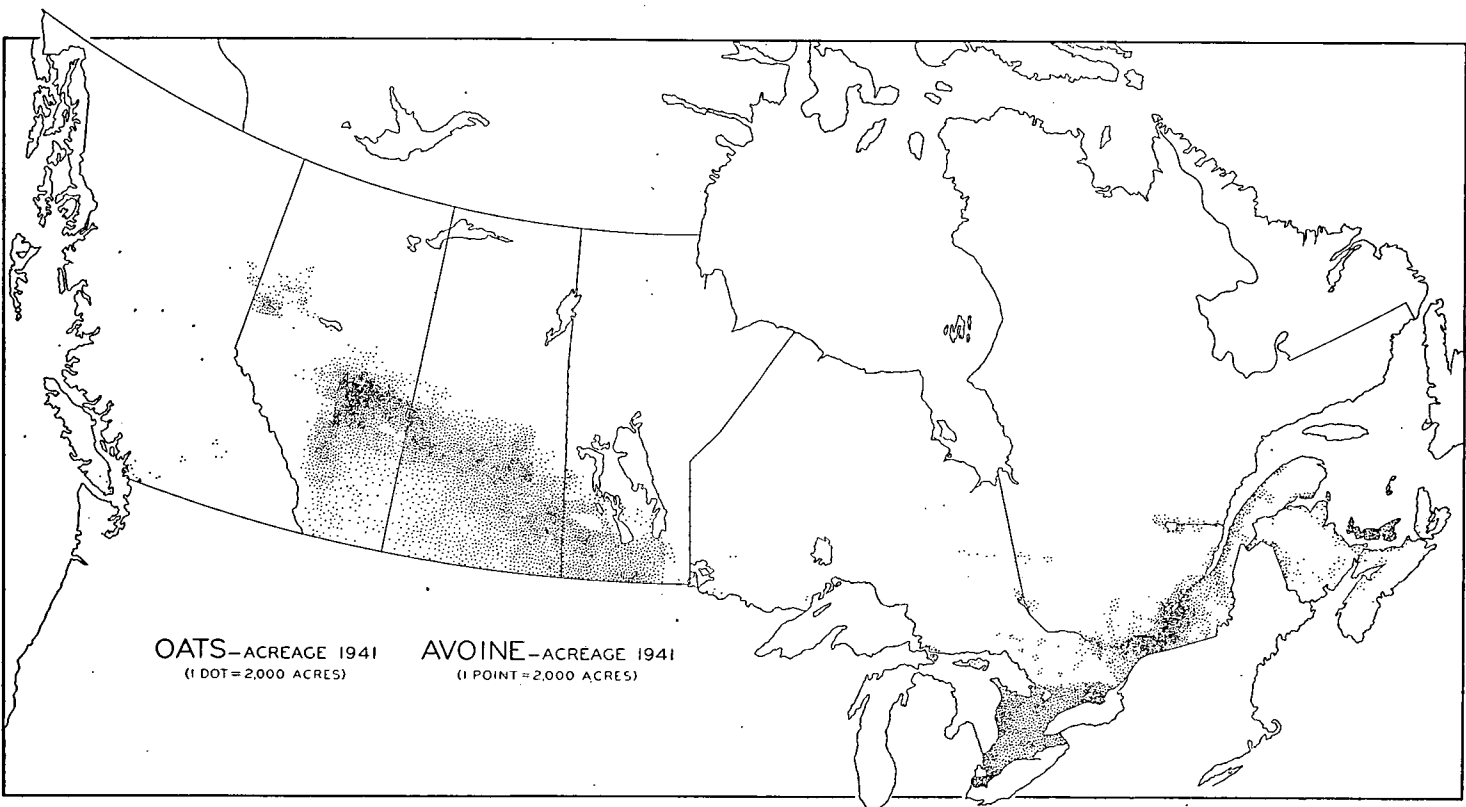 OATS–ACREAGE 1941
(1 DOT = 2,000 ACRES)
AVOINE–ACREAGE 1941
(1 POINT = 2,000 ACRES)